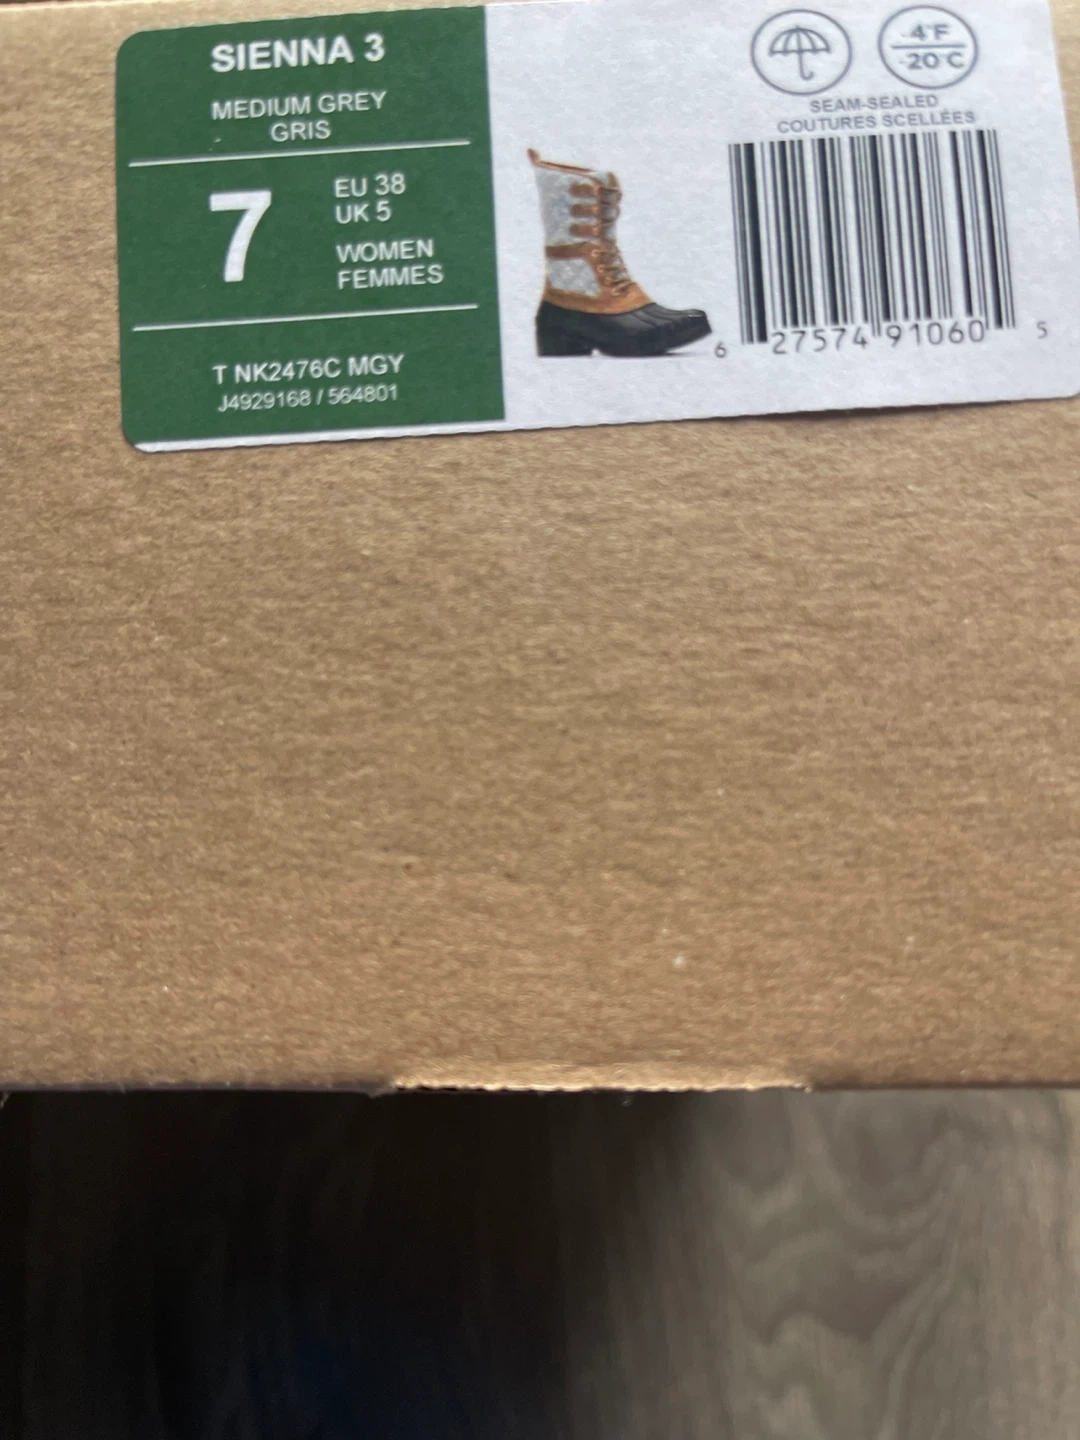 SIENNA 3
MEDIUM GREY
GRIS
7
EU 38
UK 5
WOMEN
FEMMES
T NK2476C MGY
J4929168 / 564801
-4°F
-20°C
SEAM-SEALED
COUTURES SCELLÉES
6 27574 91060 5